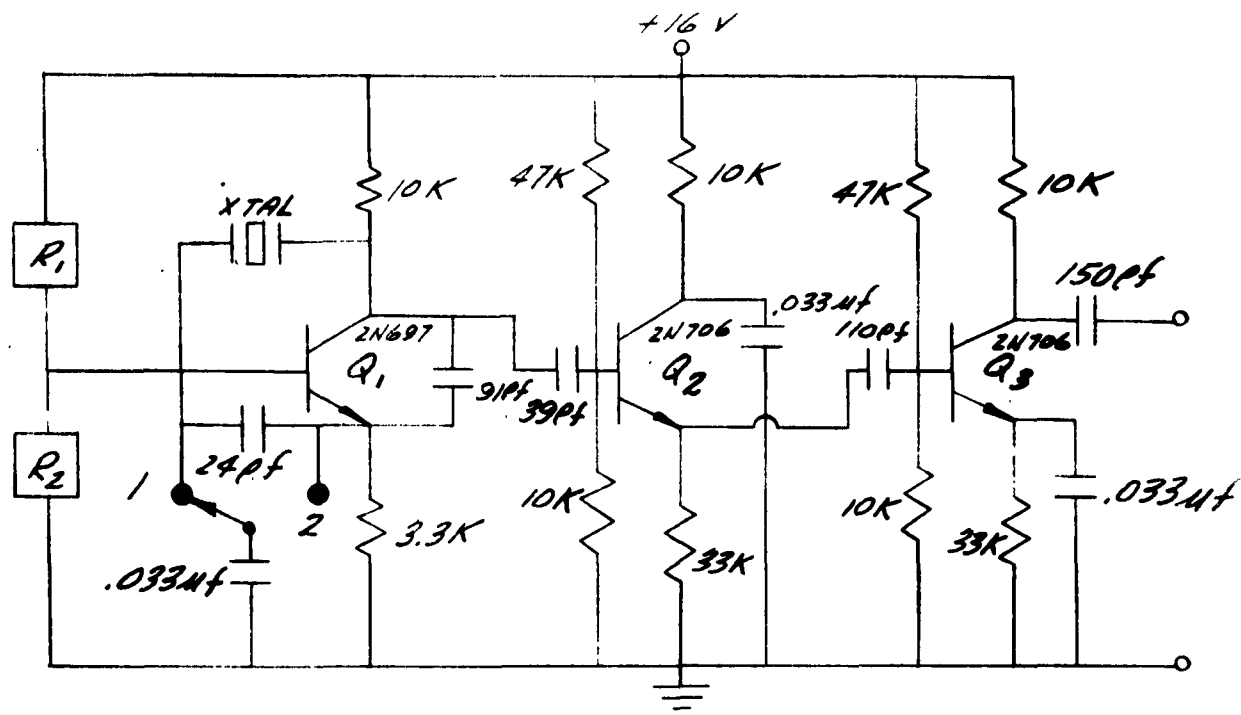 +16 V
10K
47K
10K
47K
10K
XTAL
R1
150pf
2N697
2N706
.033µf
110pf
2N706
Q1
Q2
Q3
91pf
39pf
R2
24pf
1
2
3.3K
10K
33K
10K
33K
.033µf
.033µf